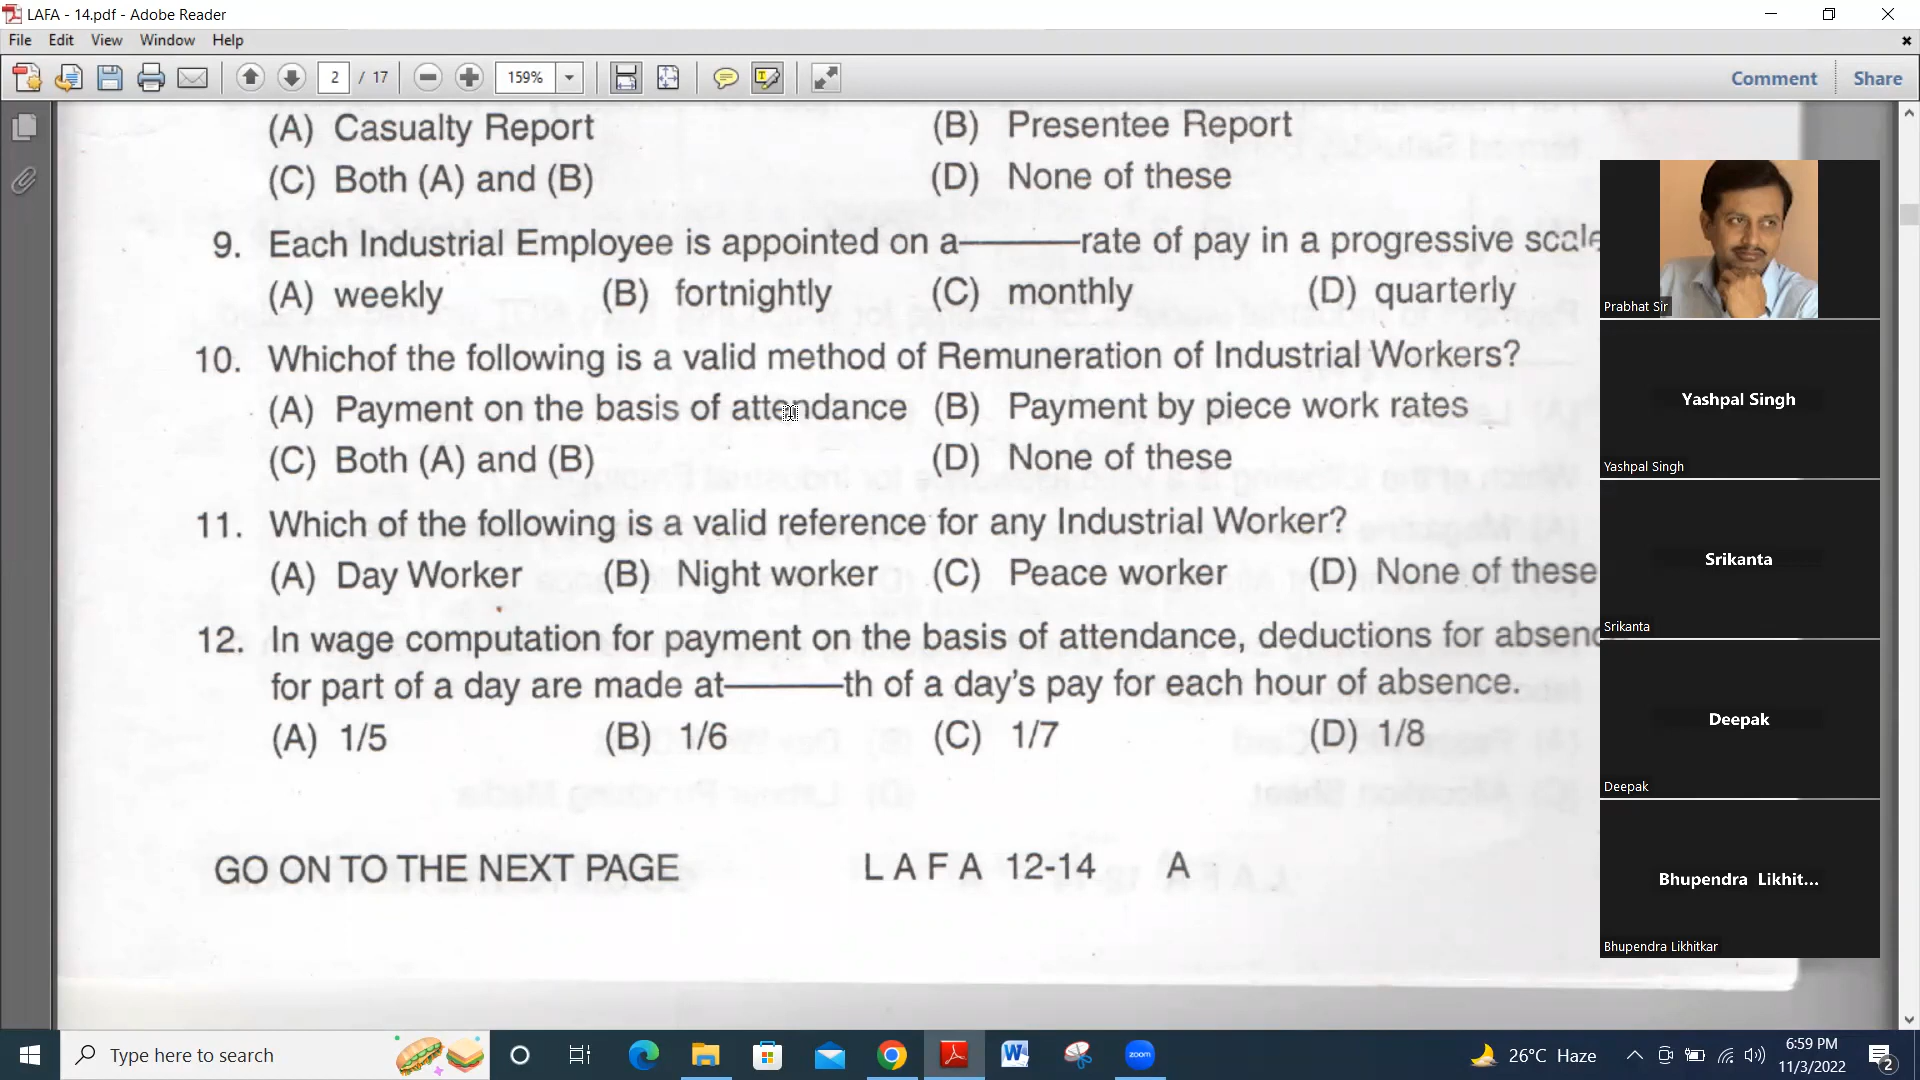 LAFA - 14.pdf - Adobe Reader
File Edit View Window Help
2 / 17 159% Comment Share
(A) Casualty Report (B) Presentee Report
(C) Both (A) and (B) (D) None of these
9. Each Industrial Employee is appointed on a———rate of pay in a progressive scale
(A) weekly (B) fortnightly (C) monthly (D) quarterly
10. Whichof the following is a valid method of Remuneration of Industrial Workers?
(A) Payment on the basis of attendance (B) Payment by piece work rates
(C) Both (A) and (B) (D) None of these
11. Which of the following is a valid reference for any Industrial Worker?
(A) Day Worker (B) Night worker (C) Peace worker (D) None of these
12. In wage computation for payment on the basis of attendance, deductions for absenc
for part of a day are made at———th of a day's pay for each hour of absence.
(A) 1/5 (B) 1/6 (C) 1/7 (D) 1/8
GO ON TO THE NEXT PAGE L A F A 12-14 A
Prabhat Sir
Yashpal Singh
Yashpal Singh
Srikanta
Srikanta
Deepak
Deepak
Bhupendra Likhit...
Bhupendra Likhitkar
Type here to search
zoom
26°C Haze
6:59 PM
11/3/2022
2